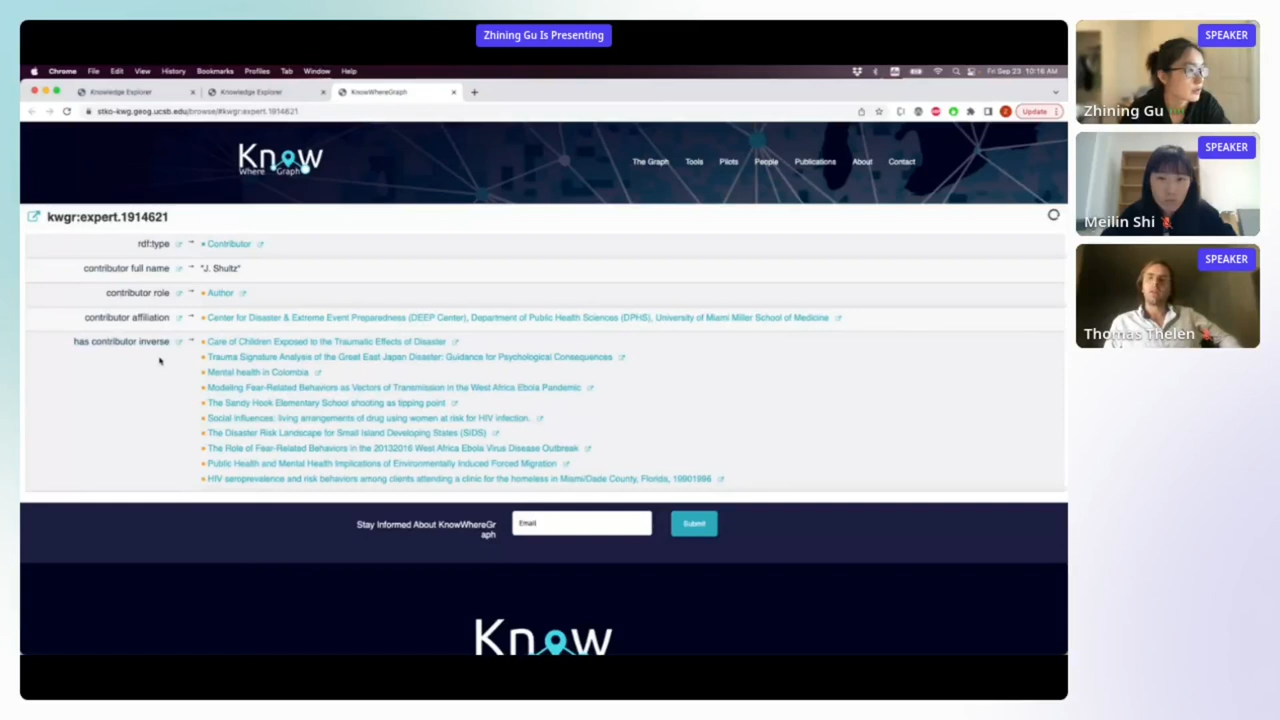 Zhining Gu Is Presenting
SPEAKER
Zhining Gu
SPEAKER
Meilin Shi
SPEAKER
Thomas Thelen
Chrome File Edit View History Bookmarks Profiles Tab Window Help
Fri Sep 23 10:16 AM
Knowledge Explorer
Knowledge Explorer
KnowWhereGraph
stko-kwg.geog.ucsb.edu/browse/#kwgr:expert.1914621
Update
Know
Where Graph
The Graph Tools Pilots People Publications About Contact
kwgr:expert.1914621
rdf:type Contributor
contributor full name "J. Shultz"
contributor role Author
contributor affiliation Center for Disaster & Extreme Event Preparedness (DEEP Center), Department of Public Health Sciences (DPHS), University of Miami Miller School of Medicine
has contributor inverse Care of Children Exposed to the Traumatic Effects of Disaster
Trauma Signature Analysis of the Great East Japan Disaster: Guidance for Psychological Consequences
Mental health in Colombia
Modeling Fear-Related Behaviors as Vectors of Transmission in the West Africa Ebola Pandemic
The Sandy Hook Elementary School shooting as tipping point
Social influences: living arrangements of drug using women at risk for HIV infection.
The Disaster Risk Landscape for Small Island Developing States (SIDS)
The Role of Fear-Related Behaviors in the 20132016 West Africa Ebola Virus Disease Outbreak
Public Health and Mental Health Implications of Environmentally Induced Forced Migration
HIV seroprevalence and risk behaviors among clients attending a clinic for the homeless in Miami/Dade County, Florida, 19901996
Stay Informed About KnowWhereGr
aph
Email
Submit
Know